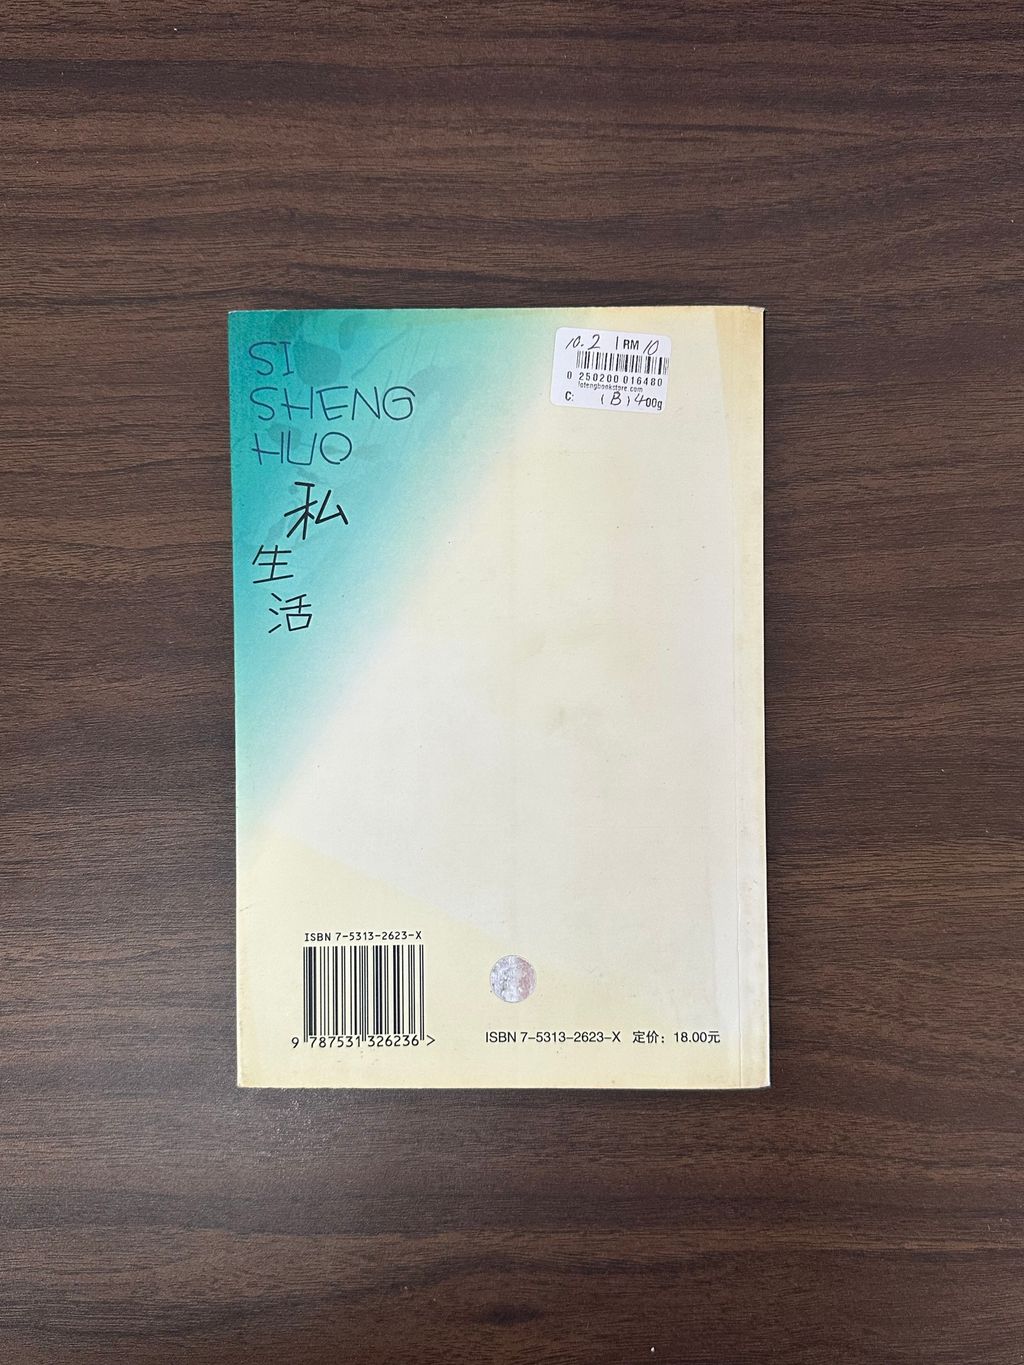 SI
SHENG
HUO
私
生
活
10.2 | RM 10
0 250200 016480
lotengbookstore.com
C: (B) 400g
ISBN 7-5313-2623-X
9 787531 326236 >
ISBN 7-5313-2623-X 定价：18.00元